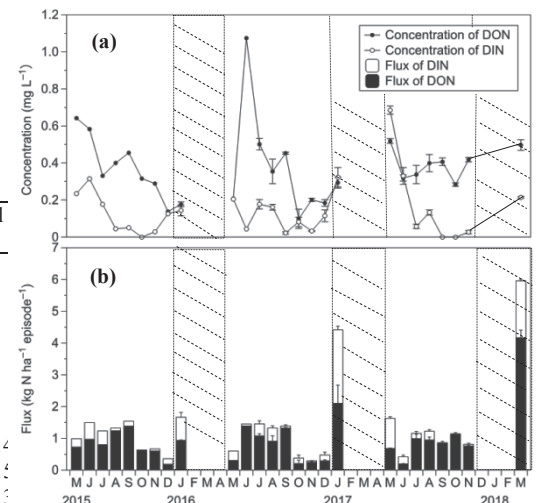 (a)
Concentration of DON
Concentration of DIN
Flux of DIN
Flux of DON
Concentration (mg L⁻¹)
1.2
1.0
0.8
0.6
0.4
0.2
0
(b)
Flux (kg N ha⁻¹ episode⁻¹)
7
6
5
4
3
2
1
0
M J J A S O N D J F M A M J J A S O N D J F M A M J J A S O N D J F M
2015 2016 2017 2018